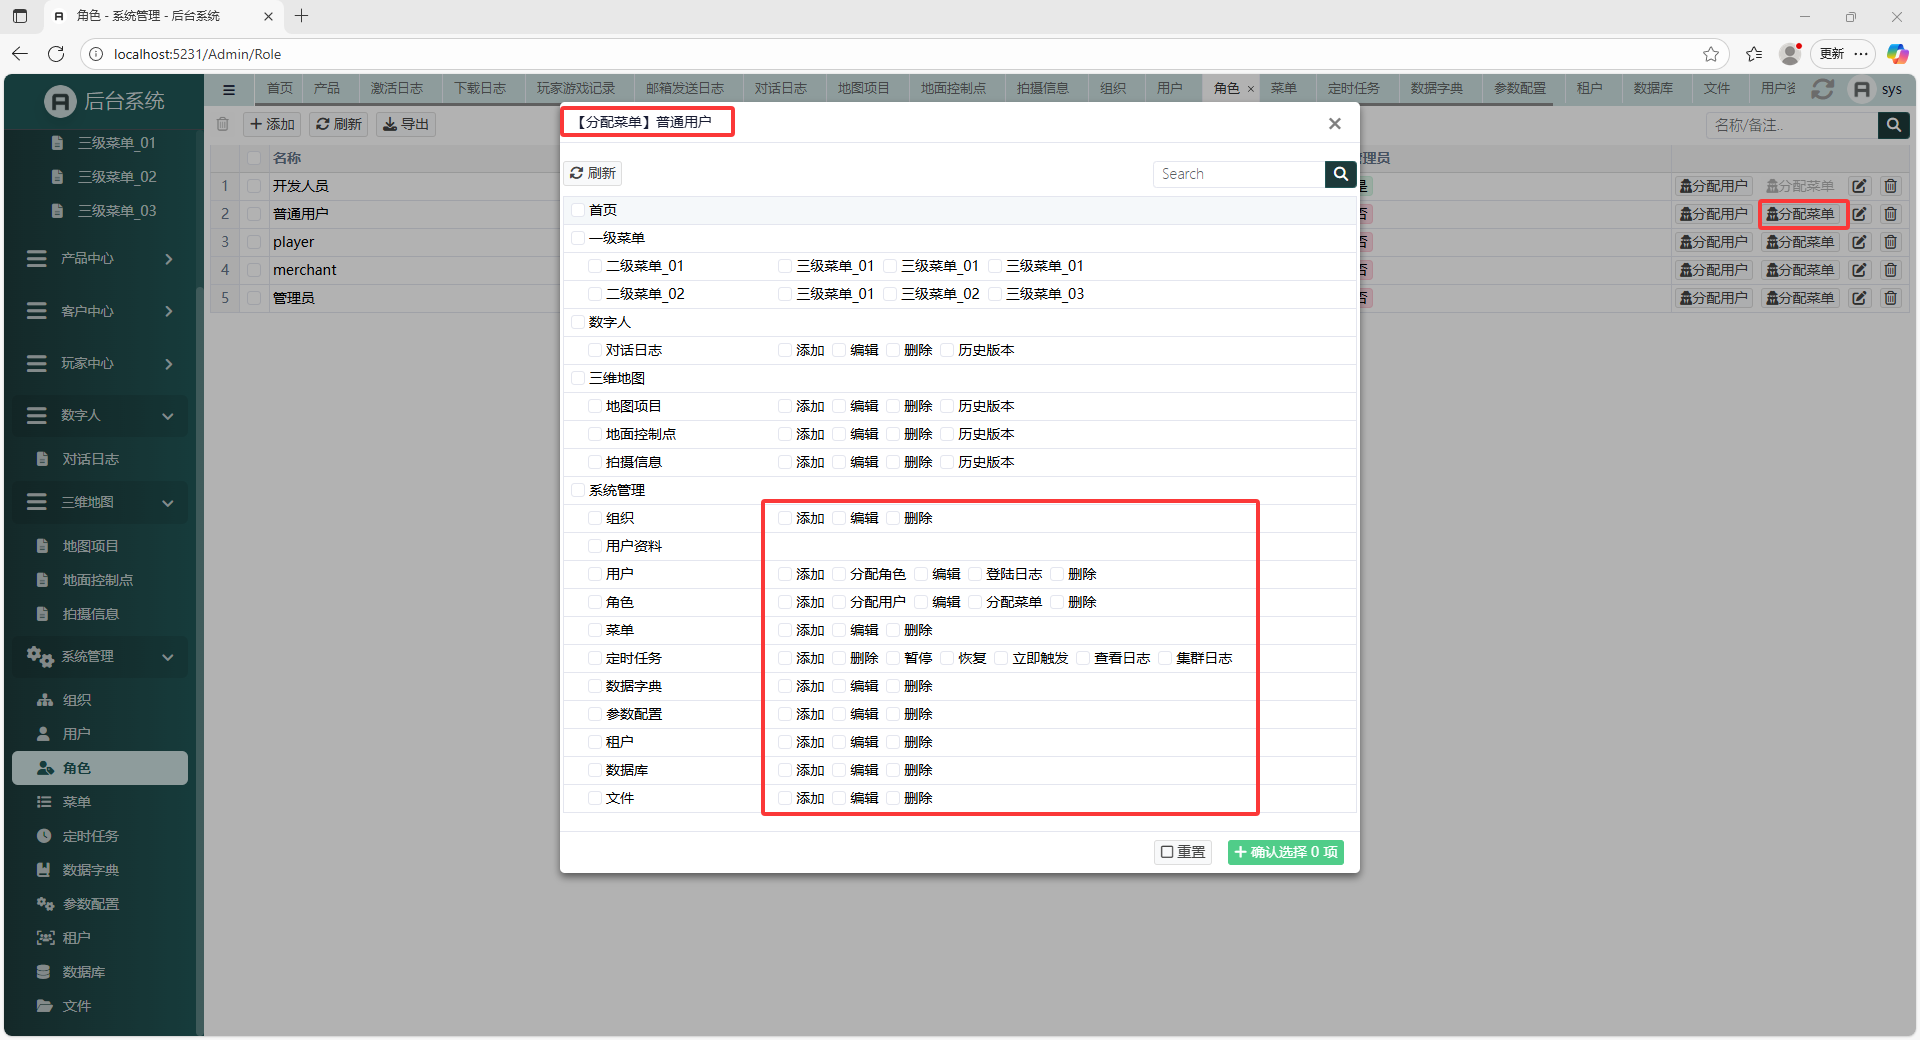 角色 - 系统管理 - 后台系统
localhost:5231/Admin/Role
更新
后台系统
首页 产品 激活日志 下载日志 玩家游戏记录 邮箱发送日志 对话日志 地图项目 地面控制点 拍摄信息 组织 用户 角色 菜单 定时任务 数据字典 参数配置 租户 数据库 文件 用户资
sys
三级菜单_01
三级菜单_02
三级菜单_03
产品中心
客户中心
玩家中心
数字人
对话日志
三维地图
地图项目
地面控制点
拍摄信息
系统管理
组织
用户
角色
菜单
定时任务
数据字典
参数配置
租户
数据库
文件
添加 刷新 导出
名称/备注..
名称 管理员
1 开发人员 是 分配用户 分配菜单
2 普通用户 否 分配用户 分配菜单
3 player 否 分配用户 分配菜单
4 merchant 否 分配用户 分配菜单
5 管理员 否 分配用户 分配菜单
【分配菜单】普通用户
刷新 Search
首页
一级菜单
二级菜单_01 三级菜单_01 三级菜单_01 三级菜单_01
二级菜单_02 三级菜单_01 三级菜单_02 三级菜单_03
数字人
对话日志 添加 编辑 删除 历史版本
三维地图
地图项目 添加 编辑 删除 历史版本
地面控制点 添加 编辑 删除 历史版本
拍摄信息 添加 编辑 删除 历史版本
系统管理
组织 添加 编辑 删除
用户资料
用户 添加 分配角色 编辑 登陆日志 删除
角色 添加 分配用户 编辑 分配菜单 删除
菜单 添加 编辑 删除
定时任务 添加 删除 暂停 恢复 立即触发 查看日志 集群日志
数据字典 添加 编辑 删除
参数配置 添加 编辑 删除
租户 添加 编辑 删除
数据库 添加 编辑 删除
文件 添加 编辑 删除
重置 确认选择 0 项